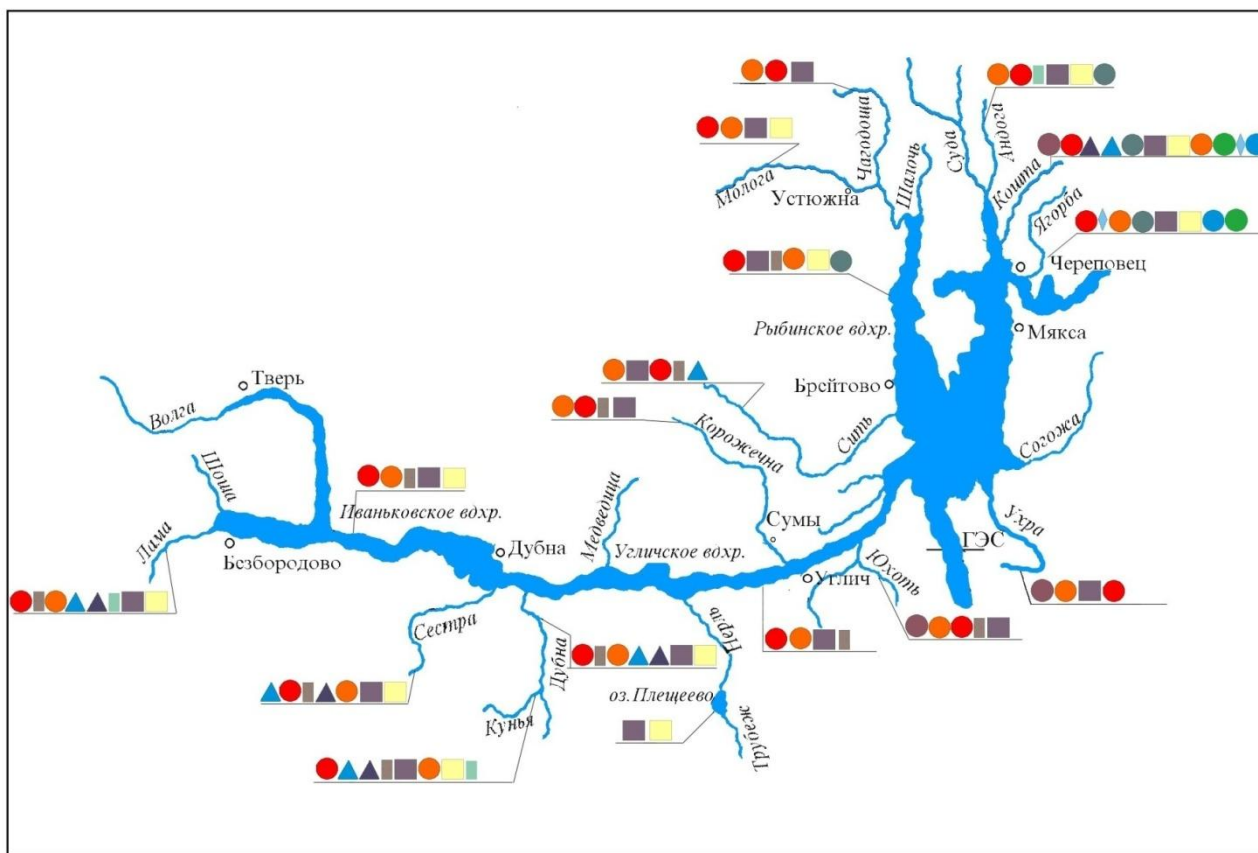 Чагодоща
Молога
Устюжна
Шалочь
Суда
Андога
Кошта
Ягорба
Череповец
Рыбинское вдхр.
Мякса
Брейтово
Тверь
Волга
Корожечна
Сить
Согожа
Шоша
Иваньковское вдхр.
Медведица
Сумы
Ухра
ГЭС
Лама
Безбородово
Дубна
Угличское вдхр.
Углич
Юхоть
Сестра
Дубна
Нерль
Кунья
оз. Плещеево
Трубеж